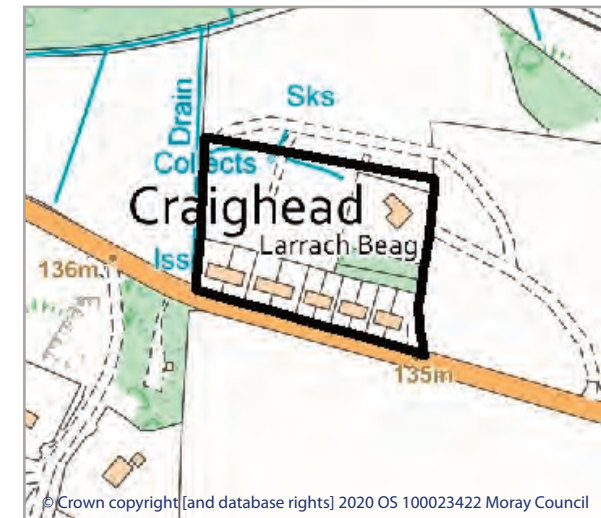 Sks
Drain
Collects
Craighead
Larrach Beag
Iss
136m
135m
© Crown copyright [and database rights] 2020 OS 100023422 Moray Council